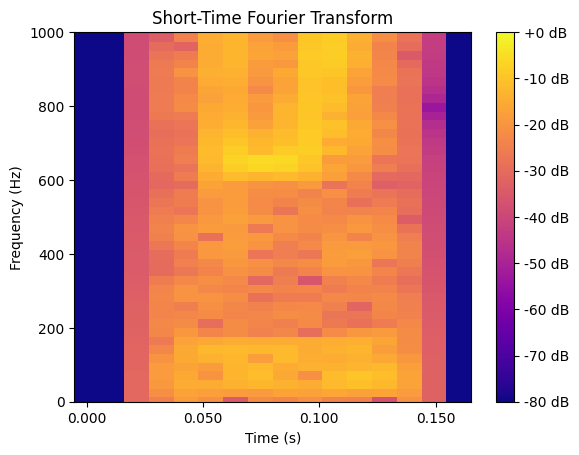 Short-Time Fourier Transform
Frequency (Hz)
1000
800
600
400
200
0
0.000
0.050
0.100
0.150
Time (s)
+0 dB
-10 dB
-20 dB
-30 dB
-40 dB
-50 dB
-60 dB
-70 dB
-80 dB